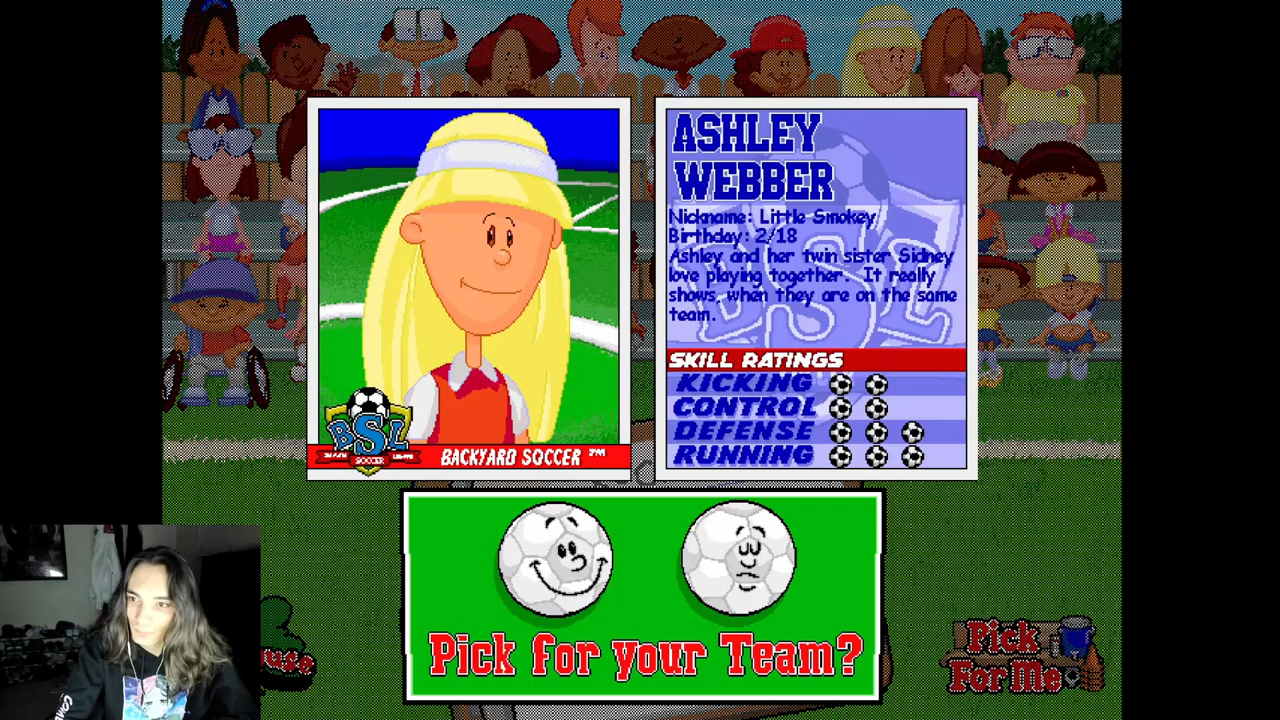 ASHLEY
WEBBER
Nickname: Little Smokey
Birthday: 2/18
Ashley and her twin sister Sidney
love playing together. It really
shows, when they are on the same
team.
SKILL RATINGS
KICKING
CONTROL
DEFENSE
RUNNING
BSL
SOCCER
BACKYARD SOCCER ™
Pick for your Team?
Pick
For Me